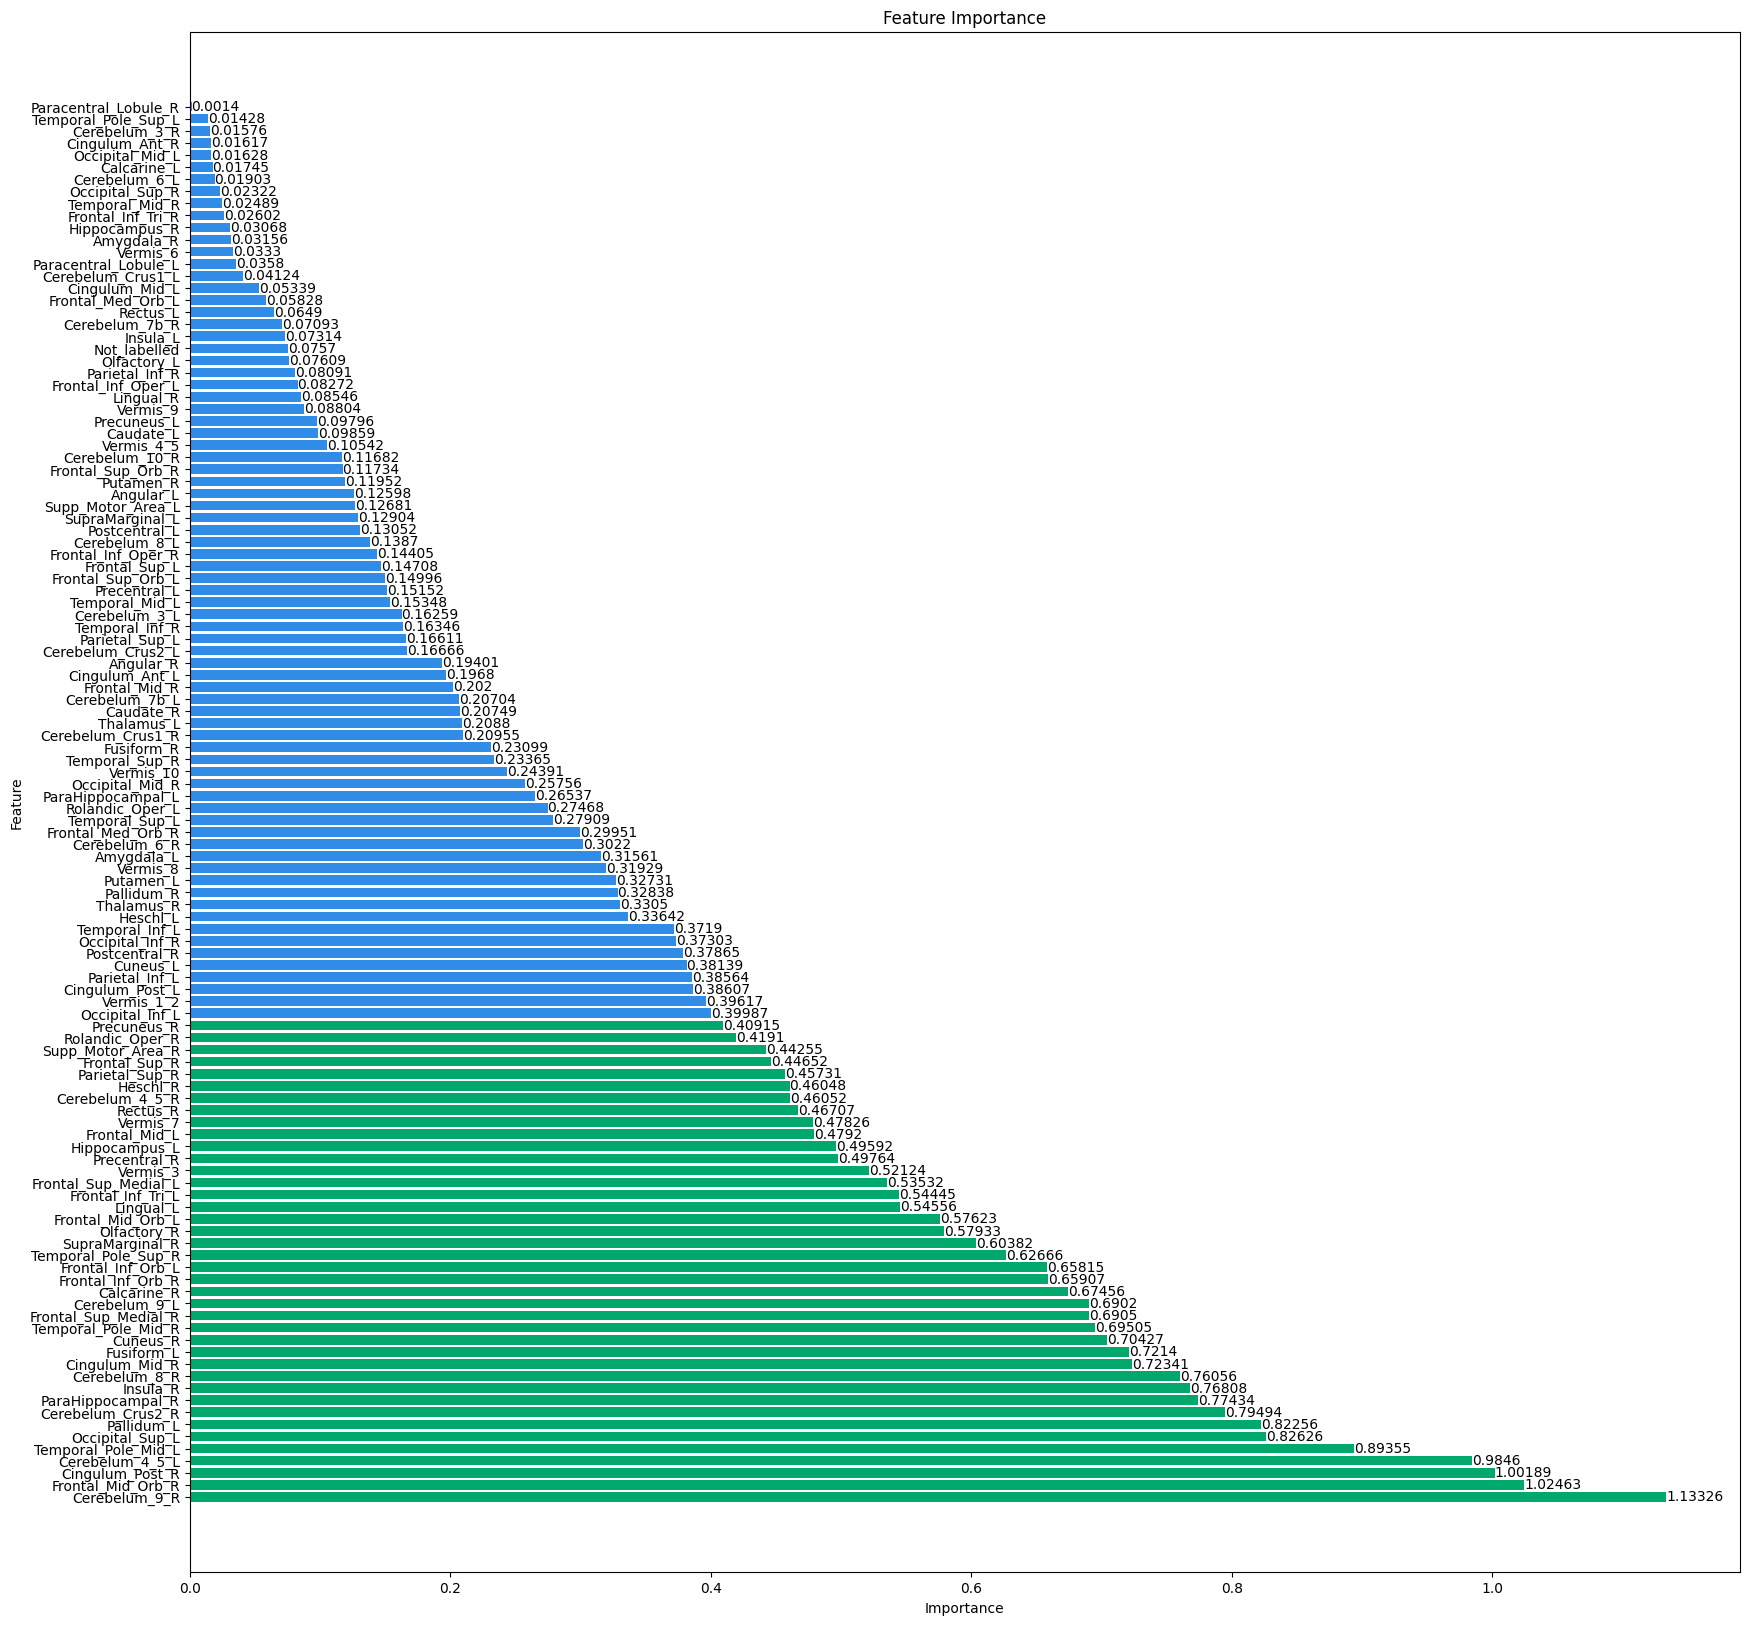 Feature Importance
Paracentral_Lobule_R 0.0014
Temporal_Pole_Sup_L 0.01428
Cerebelum_3_R 0.01576
Cingulum_Ant_R 0.01617
Occipital_Mid_L 0.01628
Calcarine_L 0.01745
Cerebelum_6_L 0.01903
Occipital_Sup_R 0.02322
Temporal_Mid_R 0.02489
Frontal_Inf_Tri_R 0.02602
Hippocampus_R 0.03068
Amygdala_R 0.03156
Vermis_6 0.0333
Paracentral_Lobule_L 0.0358
Cerebelum_Crus1_L 0.04124
Cingulum_Mid_L 0.05339
Frontal_Med_Orb_L 0.05828
Rectus_L 0.0649
Cerebelum_7b_R 0.07093
Insula_L 0.07314
Not_labelled 0.0757
Olfactory_L 0.07609
Parietal_Inf_R 0.08091
Frontal_Inf_Oper_L 0.08272
Lingual_R 0.08546
Vermis_9 0.08804
Precuneus_L 0.09796
Caudate_L 0.09859
Vermis_4_5 0.10542
Cerebelum_10_R 0.11682
Frontal_Sup_Orb_R 0.11734
Putamen_R 0.11952
Angular_L 0.12598
Supp_Motor_Area_L 0.12681
SupraMarginal_L 0.12904
Postcentral_L 0.13052
Cerebelum_8_L 0.1387
Frontal_Inf_Oper_R 0.14405
Frontal_Sup_L 0.14708
Frontal_Sup_Orb_L 0.14996
Precentral_L 0.15152
Temporal_Mid_L 0.15348
Cerebelum_3_L 0.16259
Temporal_Inf_R 0.16346
Parietal_Sup_L 0.16611
Cerebelum_Crus2_L 0.16666
Angular_R 0.19401
Cingulum_Ant_L 0.1968
Frontal_Mid_R 0.202
Cerebelum_7b_L 0.20704
Caudate_R 0.20749
Thalamus_L 0.2088
Cerebelum_Crus1_R 0.20955
Fusiform_R 0.23099
Temporal_Sup_R 0.23365
Vermis_10 0.24391
Occipital_Mid_R 0.25756
ParaHippocampal_L 0.26537
Rolandic_Oper_L 0.27468
Temporal_Sup_L 0.27909
Frontal_Med_Orb_R 0.29951
Cerebelum_6_R 0.3022
Amygdala_L 0.31561
Vermis_8 0.31929
Putamen_L 0.32731
Pallidum_R 0.32838
Thalamus_R 0.3305
Heschl_L 0.33642
Temporal_Inf_L 0.3719
Occipital_Inf_R 0.37303
Postcentral_R 0.37865
Cuneus_L 0.38139
Parietal_Inf_L 0.38564
Cingulum_Post_L 0.38607
Vermis_1_2 0.39617
Occipital_Inf_L 0.39987
Precuneus_R 0.40915
Rolandic_Oper_R 0.4191
Supp_Motor_Area_R 0.44255
Frontal_Sup_R 0.44652
Parietal_Sup_R 0.45731
Heschl_R 0.46048
Cerebelum_4_5_R 0.46052
Rectus_R 0.46707
Vermis_7 0.47826
Frontal_Mid_L 0.4792
Hippocampus_L 0.49592
Precentral_R 0.49764
Vermis_3 0.52124
Frontal_Sup_Medial_L 0.53532
Frontal_Inf_Tri_L 0.54445
Lingual_L 0.54556
Frontal_Mid_Orb_L 0.57623
Olfactory_R 0.57933
SupraMarginal_R 0.60382
Temporal_Pole_Sup_R 0.62666
Frontal_Inf_Orb_L 0.65815
Frontal_Inf_Orb_R 0.65907
Calcarine_R 0.67456
Cerebelum_9_L 0.6902
Frontal_Sup_Medial_R 0.6905
Temporal_Pole_Mid_R 0.69505
Cuneus_R 0.70427
Fusiform_L 0.7214
Cingulum_Mid_R 0.72341
Cerebelum_8_R 0.76056
Insula_R 0.76808
ParaHippocampal_R 0.77434
Cerebelum_Crus2_R 0.79494
Pallidum_L 0.82256
Occipital_Sup_L 0.82626
Temporal_Pole_Mid_L 0.89355
Cerebelum_4_5_L 0.9846
Cingulum_Post_R 1.00189
Frontal_Mid_Orb_R 1.02463
Cerebelum_9_R 1.13326
Feature
0.0 0.2 0.4 0.6 0.8 1.0
Importance